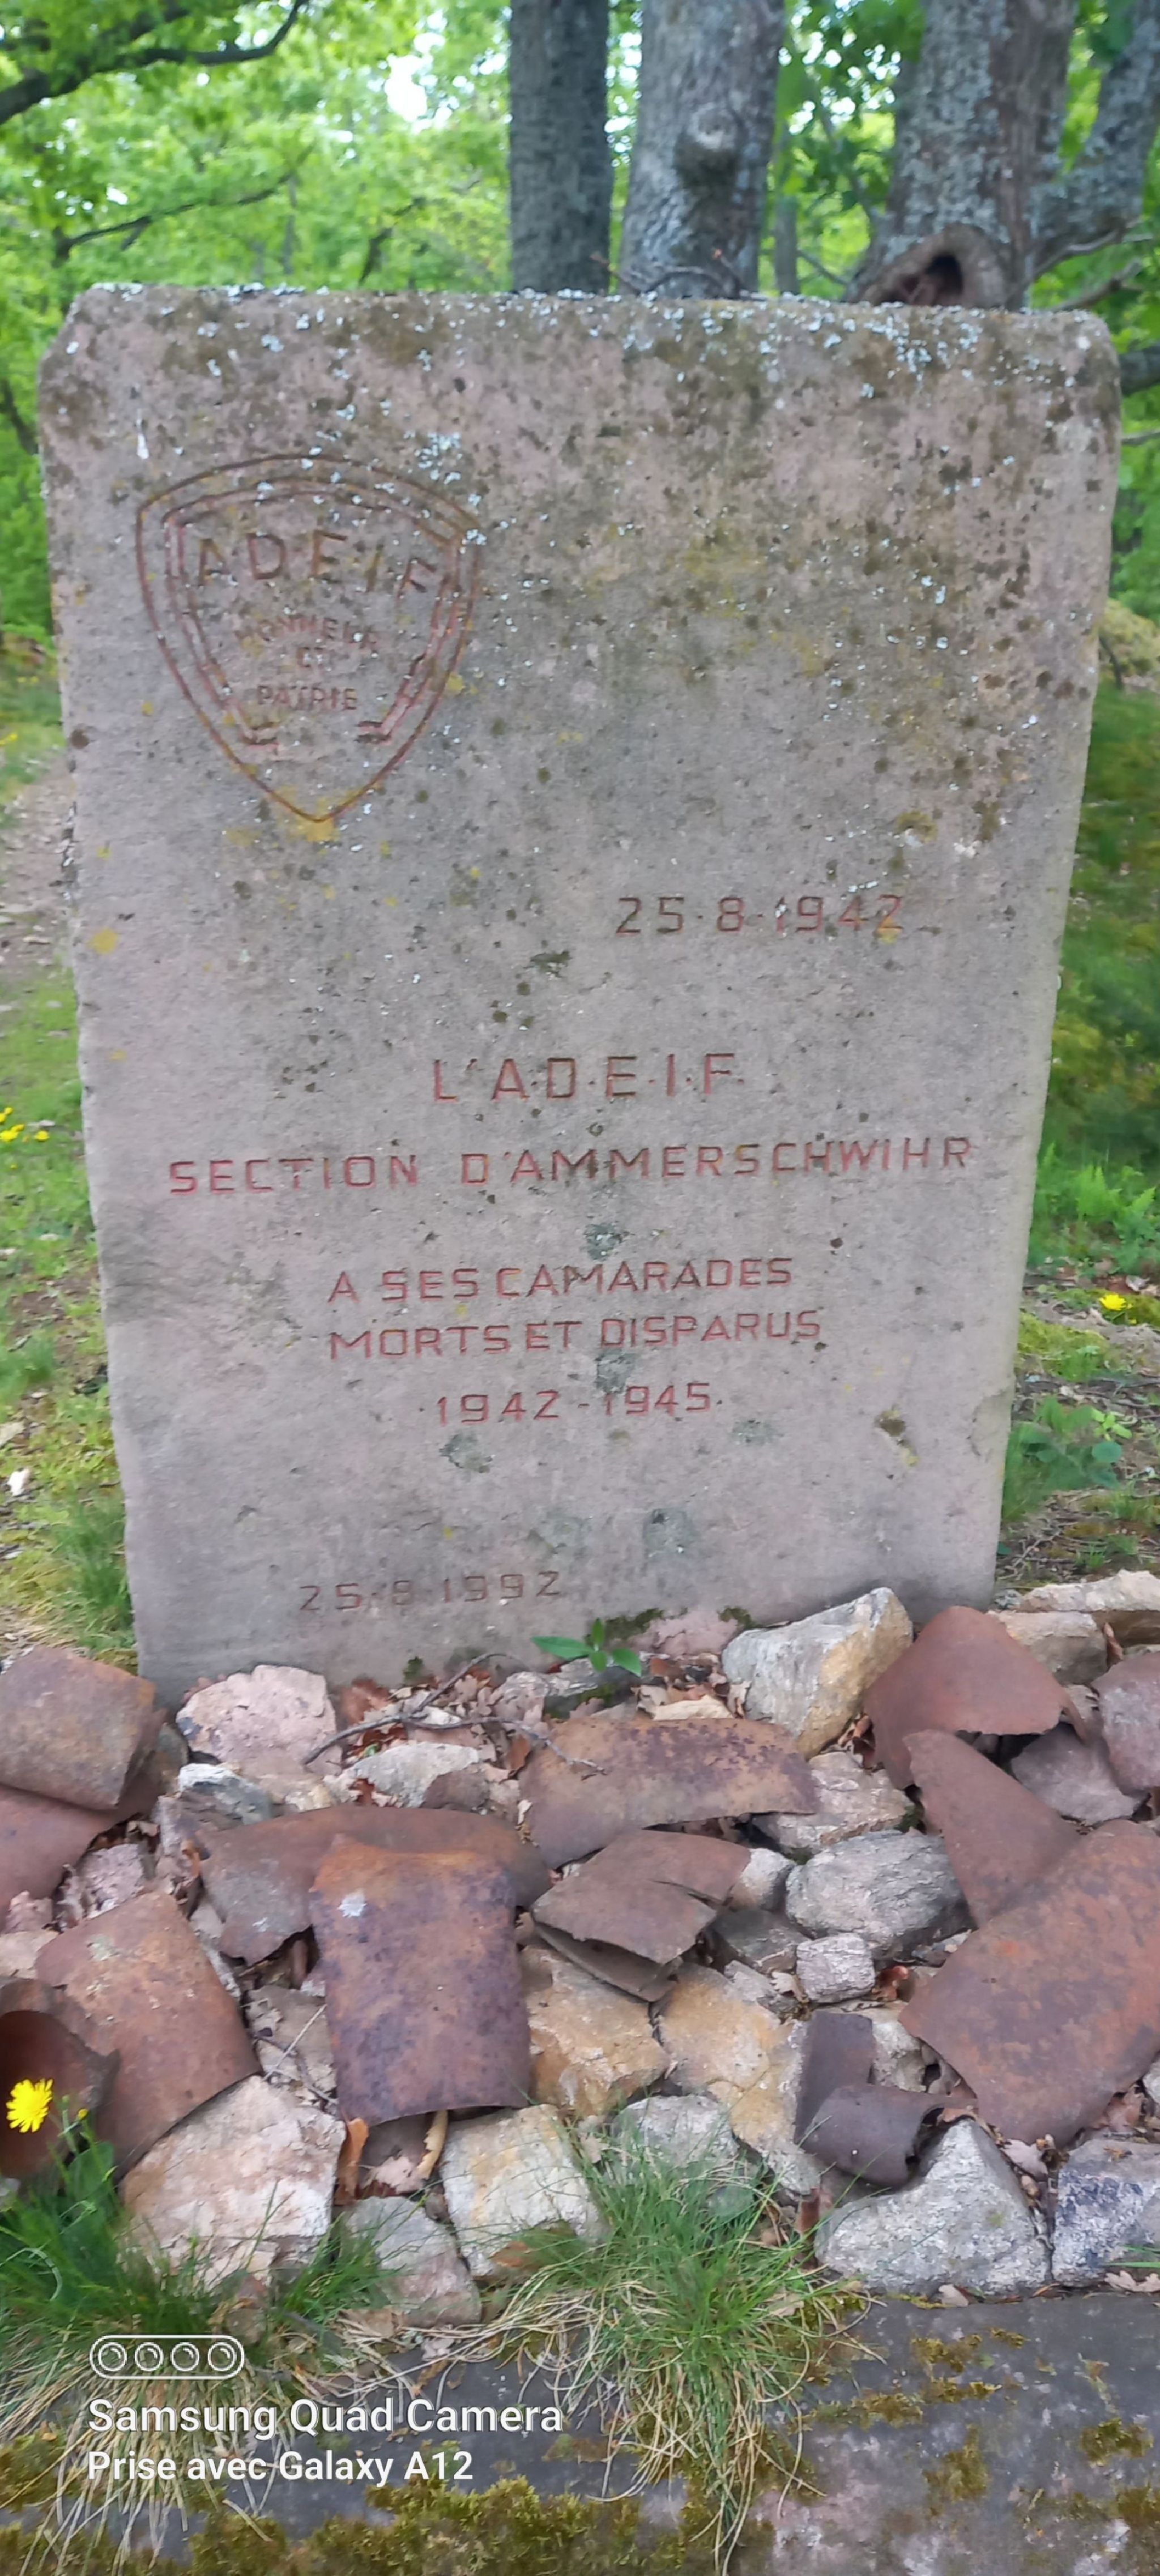 A.D.E.I.F
HONNEUR
ET
PATRIE
25·8·1942
L'A·D·E·I·F·
SECTION D'AMMERSCHWIHR
A SES CAMARADES
MORTS ET DISPARUS
·1942-1945·
25·8·1992
Samsung Quad Camera
Prise avec Galaxy A12